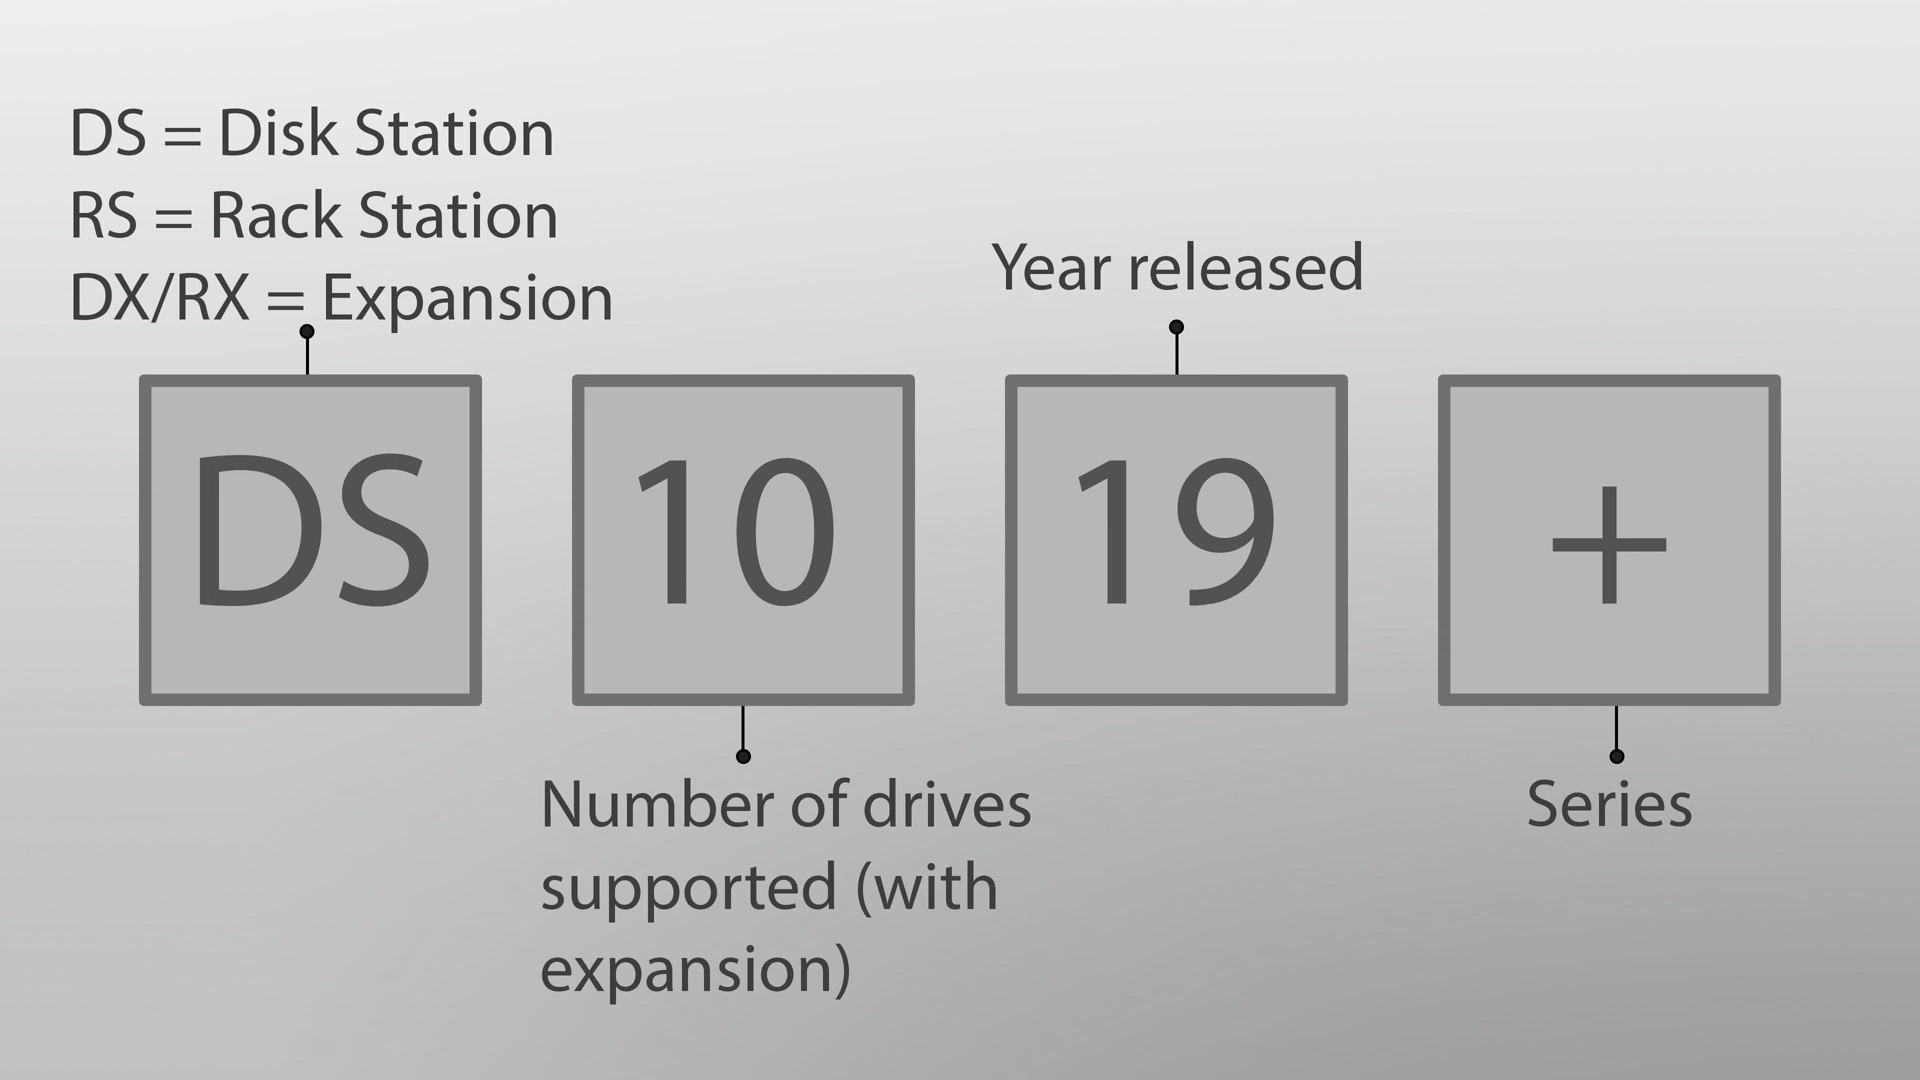 DS = Disk Station
RS = Rack Station
DX/RX = Expansion
Year released
DS
10
19
+
Number of drives
supported (with
expansion)
Series